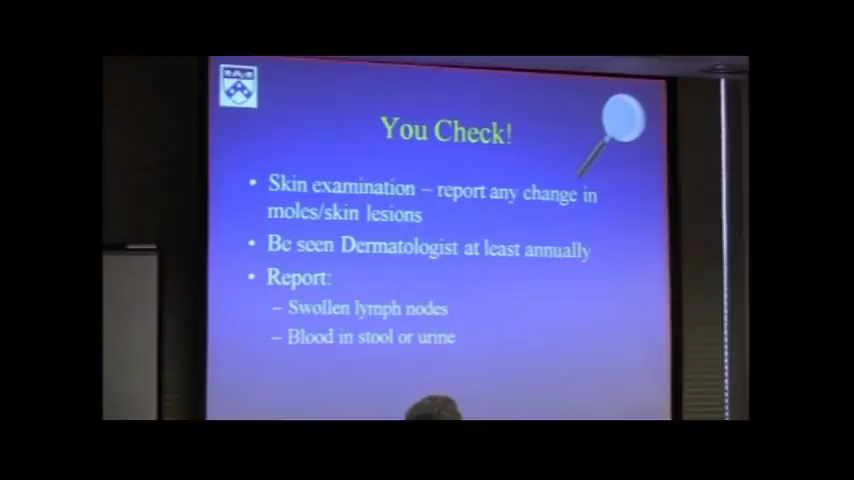 You Check!
• Skin examination – report any change in
moles/skin lesions
• Be seen Dermatologist at least annually
• Report:
– Swollen lymph nodes
– Blood in stool or urine